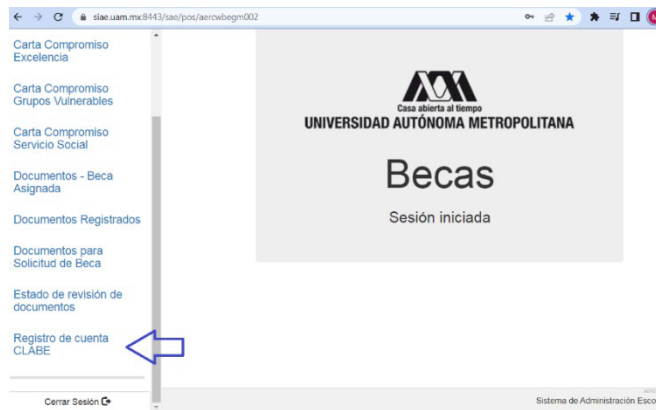 siae.uam.mx:8443/sae/pos/aercwbegm002
Carta Compromiso
Excelencia
Carta Compromiso
Grupos Vulnerables
Carta Compromiso
Servicio Social
Documentos - Beca
Asignada
Documentos Registrados
Documentos para
Solicitud de Beca
Estado de revisión de
documentos
Registro de cuenta
CLABE
Cerrar Sesión
Casa abierta al tiempo
UNIVERSIDAD AUTÓNOMA METROPOLITANA
Becas
Sesión iniciada
Sistema de Administración Esco